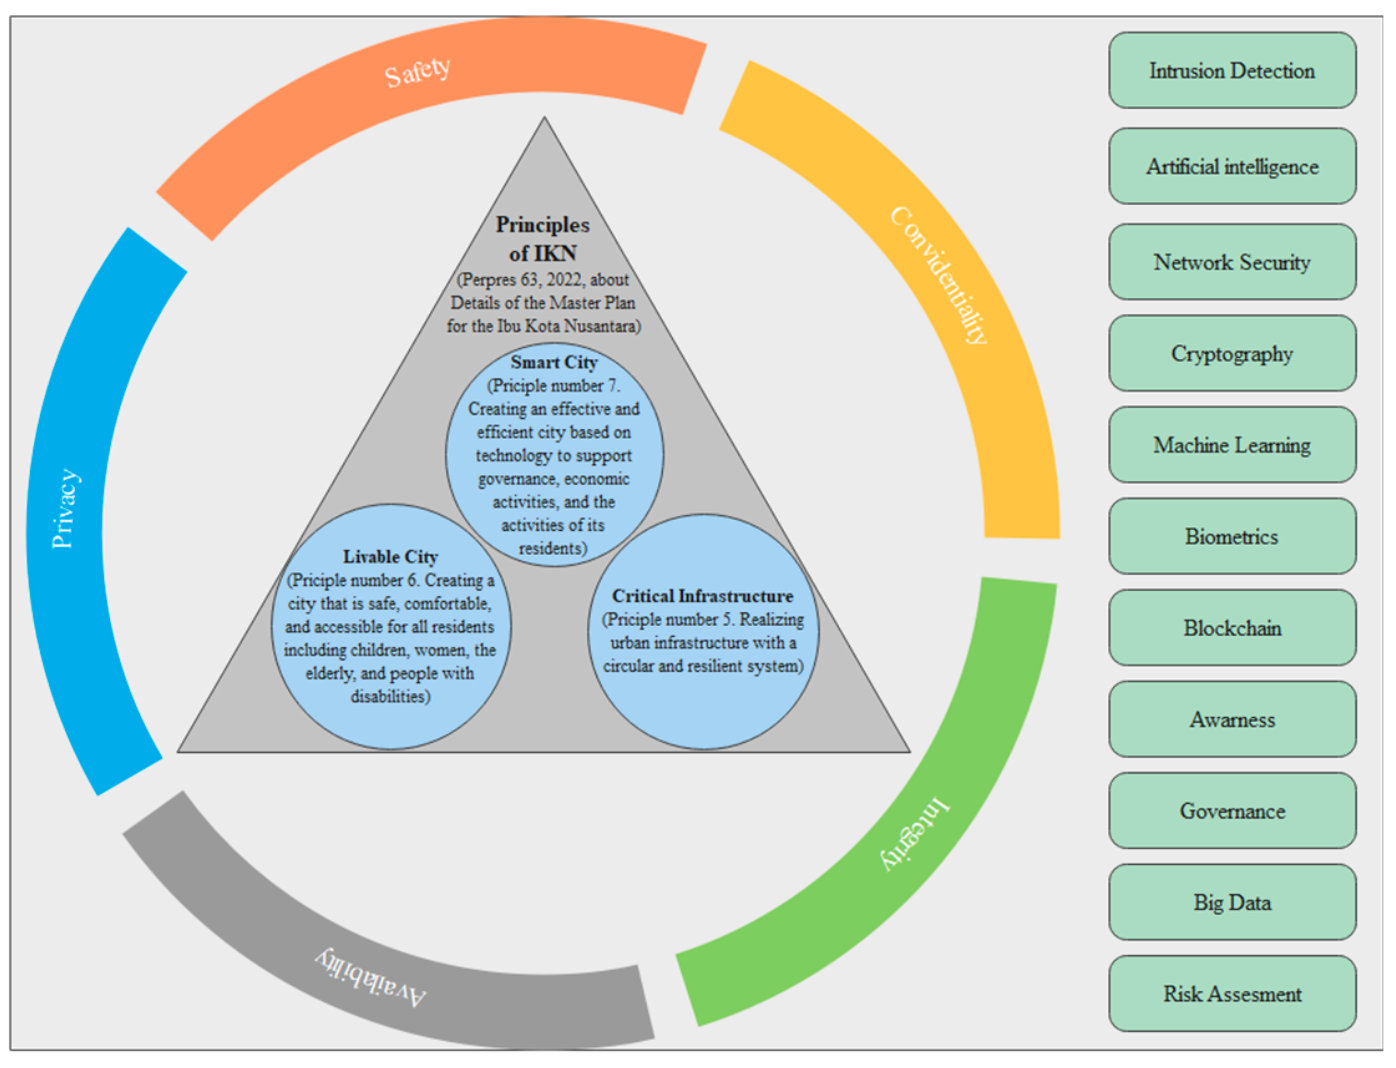 Safety
Convidentiality
Integrity
Availability
Privacy
Principles
of IKN
(Perpres 63, 2022, about
Details of the Master Plan
for the Ibu Kota Nusantara)
Smart City
(Priciple number 7.
Creating an effective and
efficient city based on
technology to support
governance, economic
activities, and the
activities of its
residents)
Livable City
(Priciple number 6. Creating a
city that is safe, comfortable,
and accessible for all residents
including children, women, the
elderly, and people with
disabilities)
Critical Infrastructure
(Priciple number 5. Realizing
urban infrastructure with a
circular and resilient system)
Intrusion Detection
Artificial intelligence
Network Security
Cryptography
Machine Learning
Biometrics
Blockchain
Awarness
Governance
Big Data
Risk Assesment